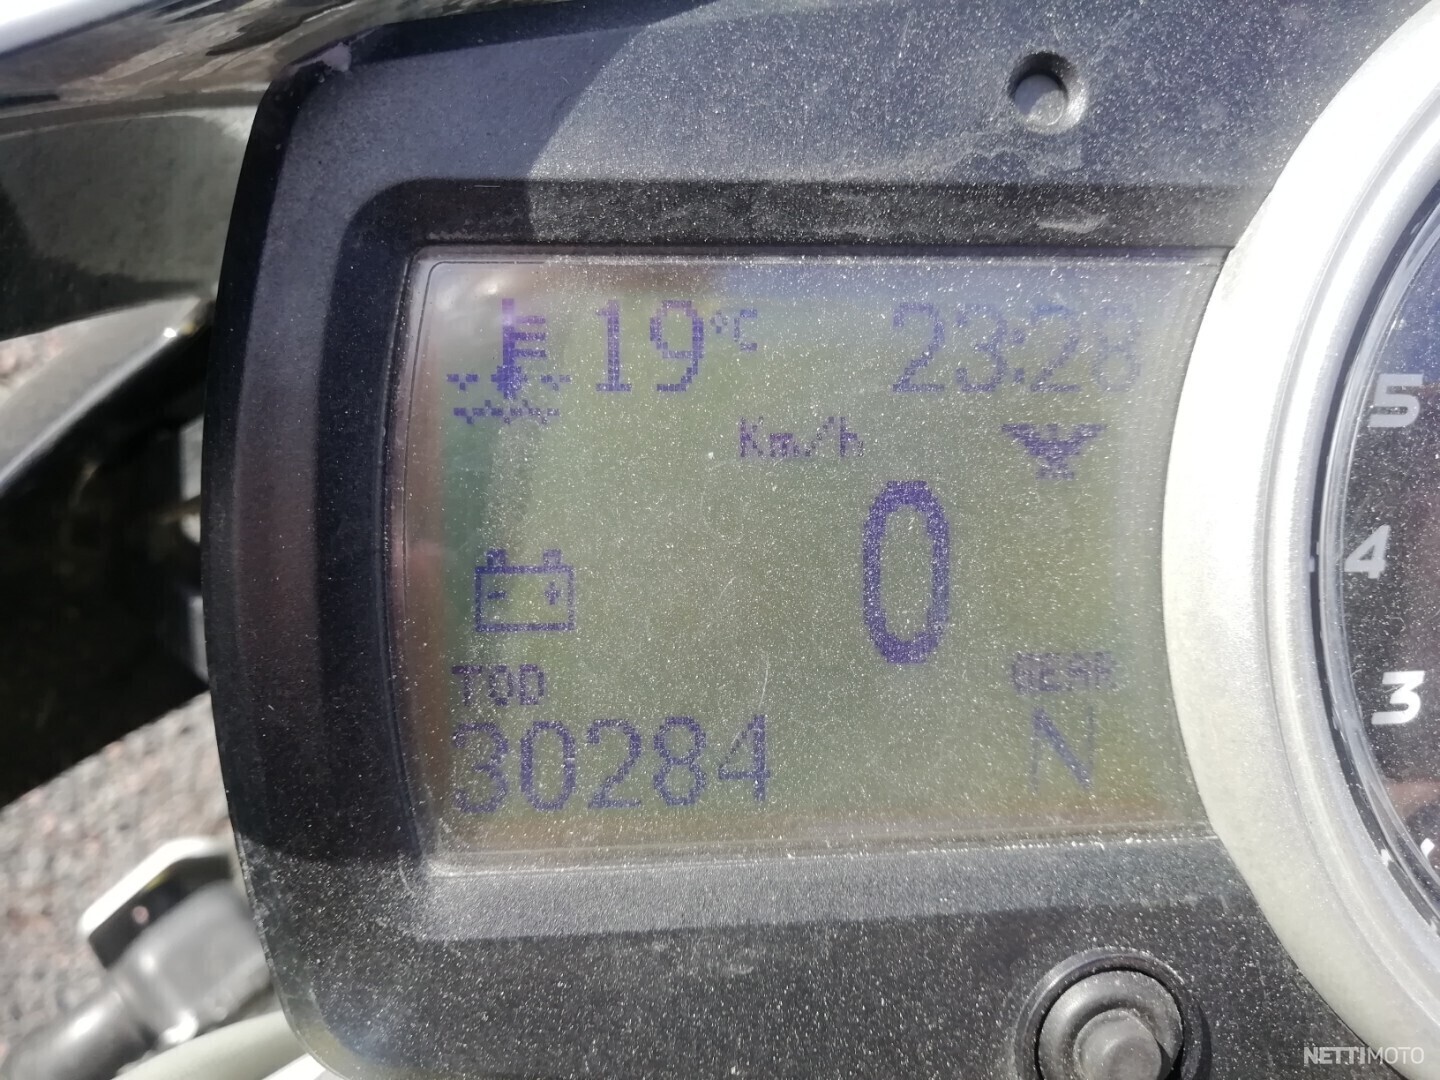 19°C 23:28
Km/h
0
- +
TOD
GEAR
30284
N
5
4
3
NETTIMOTO